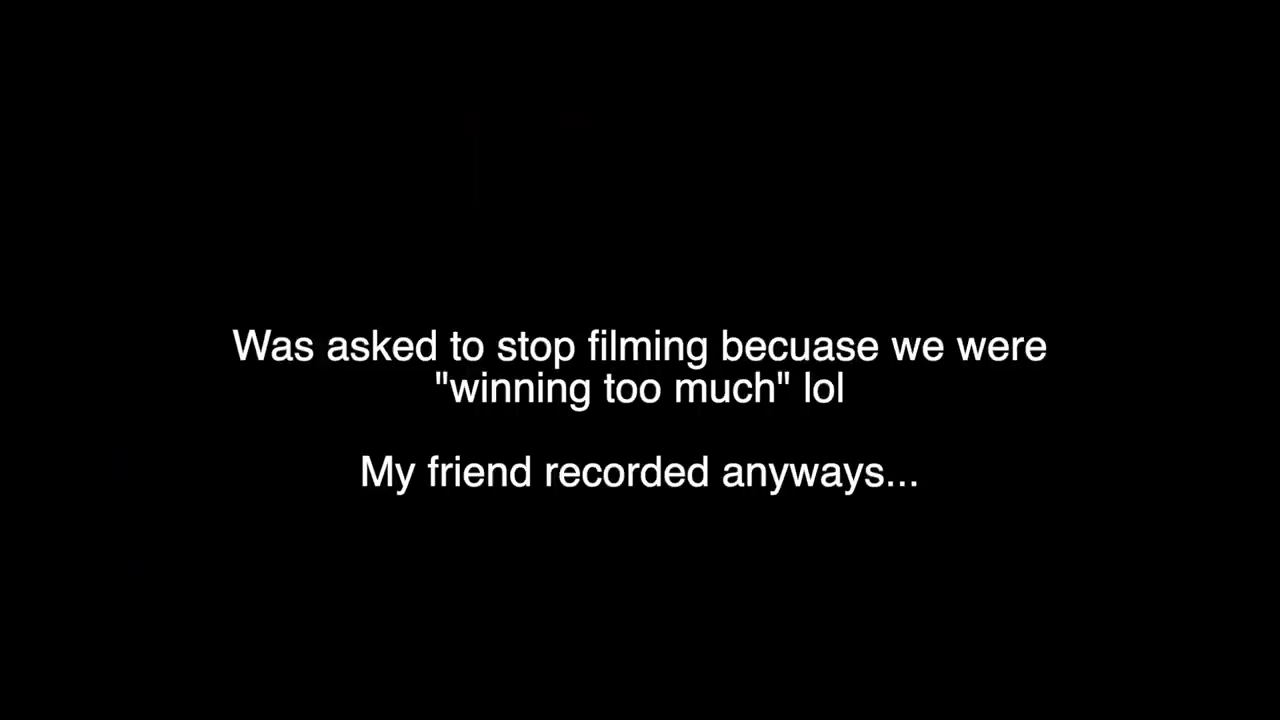 Was asked to stop filming becuase we were
"winning too much" lol
My friend recorded anyways...